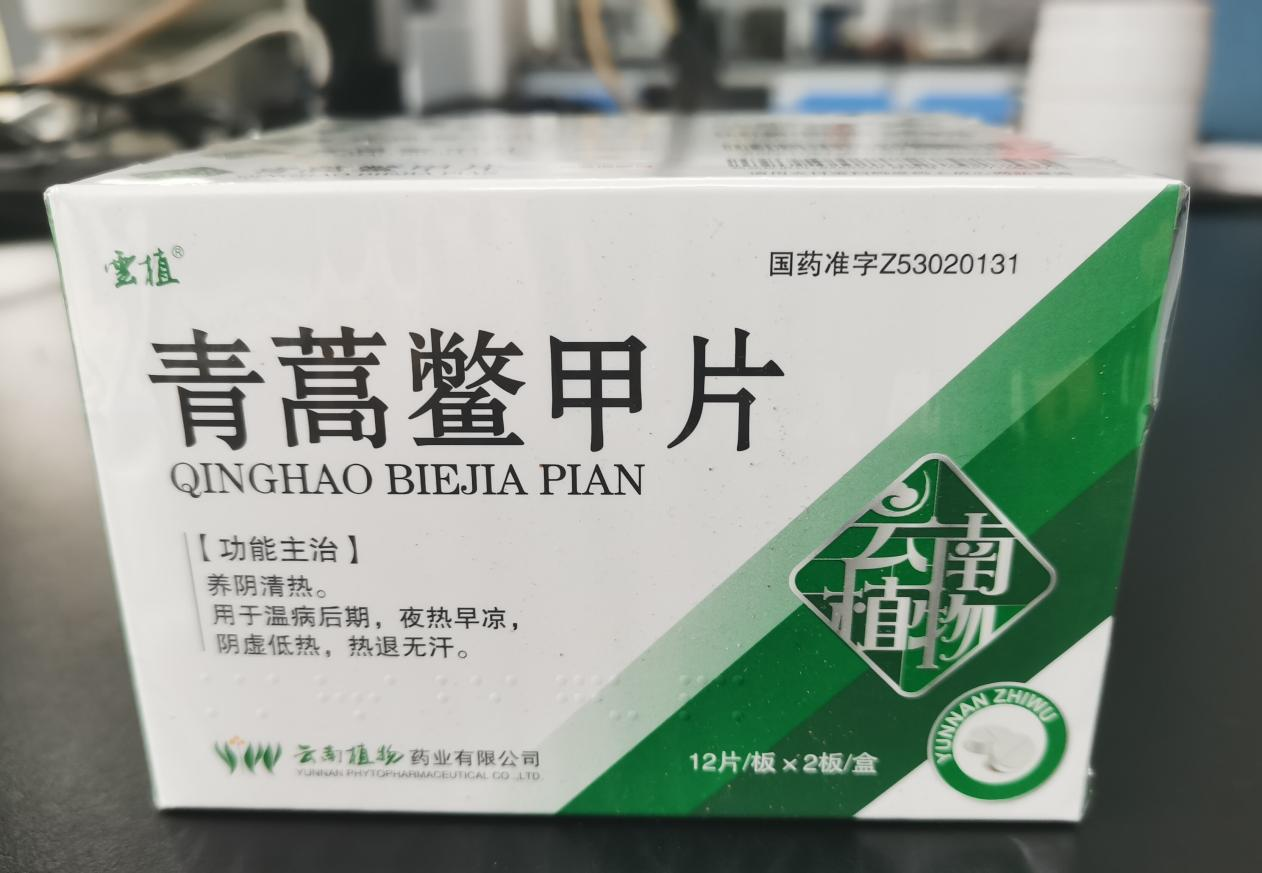 雲植®
国药准字Z53020131
青蒿鳖甲片
QINGHAO BIEJIA PIAN
【功能主治】
养阴清热。
用于温病后期，夜热早凉，
阴虚低热，热退无汗。
云南植物
YUNNAN ZHIWU
云南植物药业有限公司
YUNNAN PHYTOPHARMACEUTICAL CO.,LTD.
12片/板×2板/盒